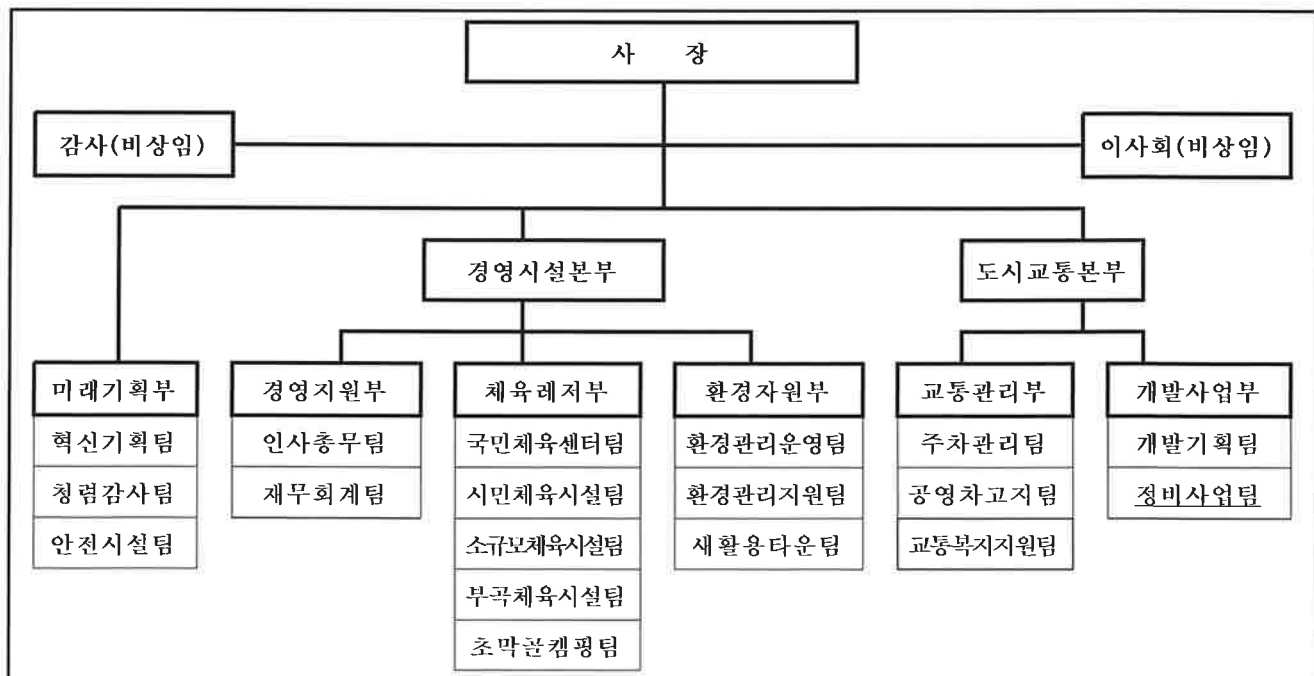 사 장
감사(비상임)
이사회(비상임)
경영시설본부
도시교통본부
미래기획부
경영지원부
체육레저부
환경자원부
교통관리부
개발사업부
혁신기획팀
인사총무팀
국민체육센터팀
환경관리운영팀
주차관리팀
개발기획팀
청렴감사팀
재무회계팀
시민체육시설팀
환경관리지원팀
공영차고지팀
정비사업팀
안전시설팀
소규모체육시설팀
새활용타운팀
교통복지지원팀
부곡체육시설팀
초막골캠핑팀